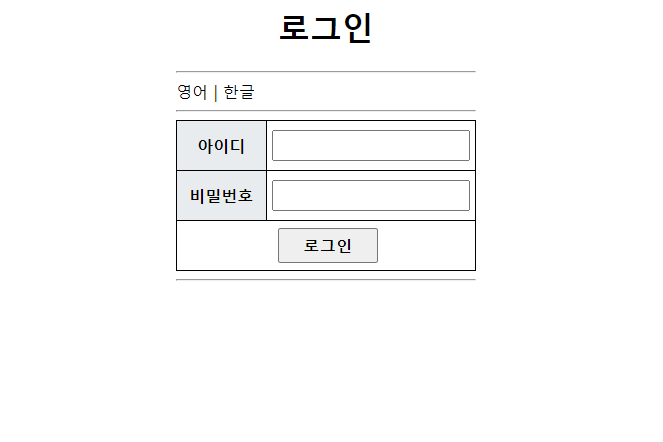 로그인
영어 | 한글
아이디
비밀번호
로그인